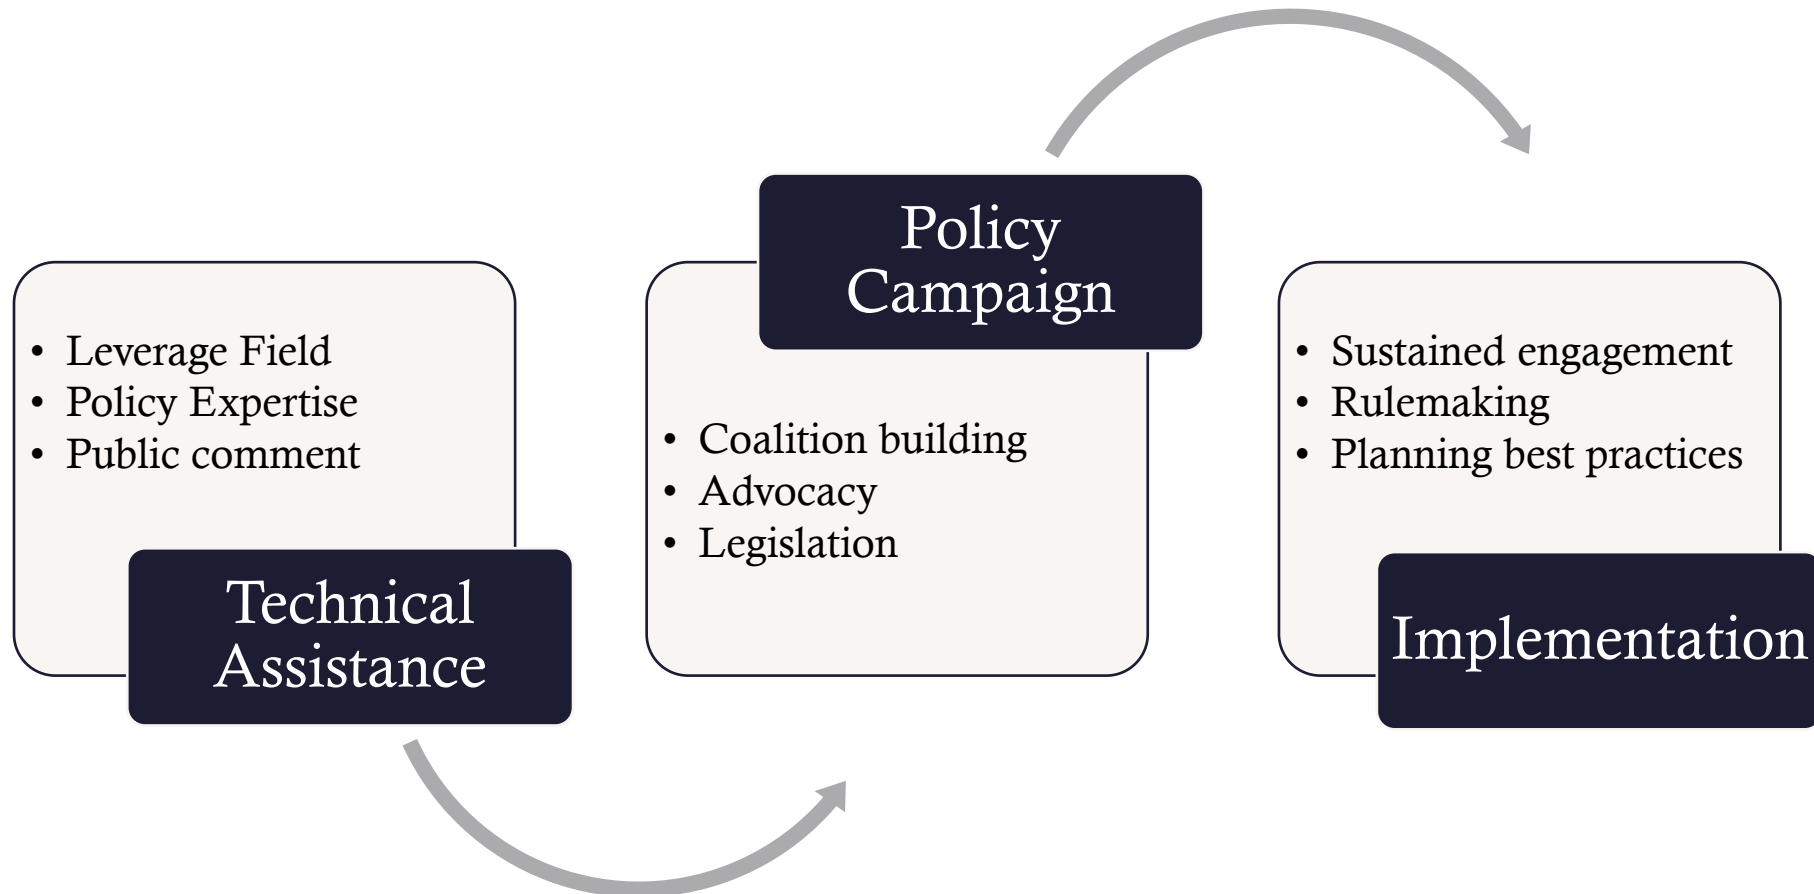 • Leverage Field
• Policy Expertise
• Public comment
Technical
Assistance
Policy
Campaign
• Coalition building
• Advocacy
• Legislation
• Sustained engagement
• Rulemaking
• Planning best practices
Implementation